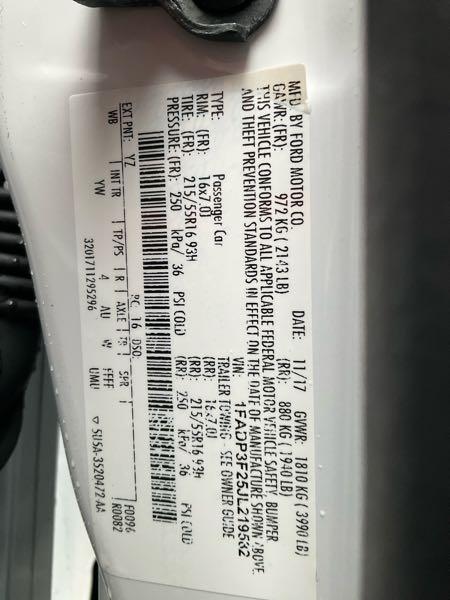 MFD. BY FORD MOTOR CO. DATE: 11/17 GVWR: 1810 KG ( 3990 LB)
GAWR: (FR): 972 KG ( 2143 LB) (RR): 880 KG ( 1940 LB)
THIS VEHICLE CONFORMS TO ALL APPLICABLE FEDERAL MOTOR VEHICLE SAFETY, BUMPER
AND THEFT PREVENTION STANDARDS IN EFFECT ON THE DATE OF MANUFACTURE SHOWN ABOVE.
VIN: 1FADP3F25JL219532
TYPE: Passenger Car TRAILER TOWING - SEE OWNER GUIDE
RIM: (FR): 16x7.0J (RR): 16x7.0J
TIRE: (FR): 215/55R16 93H (RR): 215/55R16 93H
PRESSURE: (FR): 250 kPa/ 36 PSI COLD (RR): 250 kPa/ 36 PSI COLD
RC: 16 DSO:
EXT PNT: YZ F0096
R0082
WB INT TR TP/PS R AXLE TR SPR
YW 4 AU FFFF UMUU
3201711295296 5U5A-3520472-AA